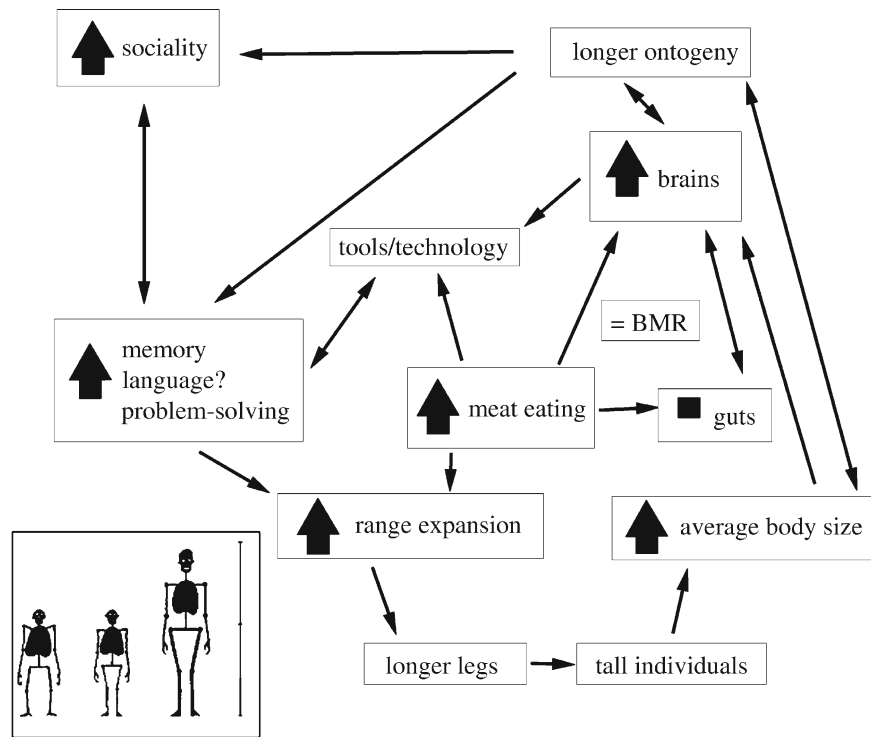 sociality
longer ontogeny
brains
tools/technology
= BMR
memory
language?
problem-solving
meat eating
guts
range expansion
average body size
longer legs
tall individuals